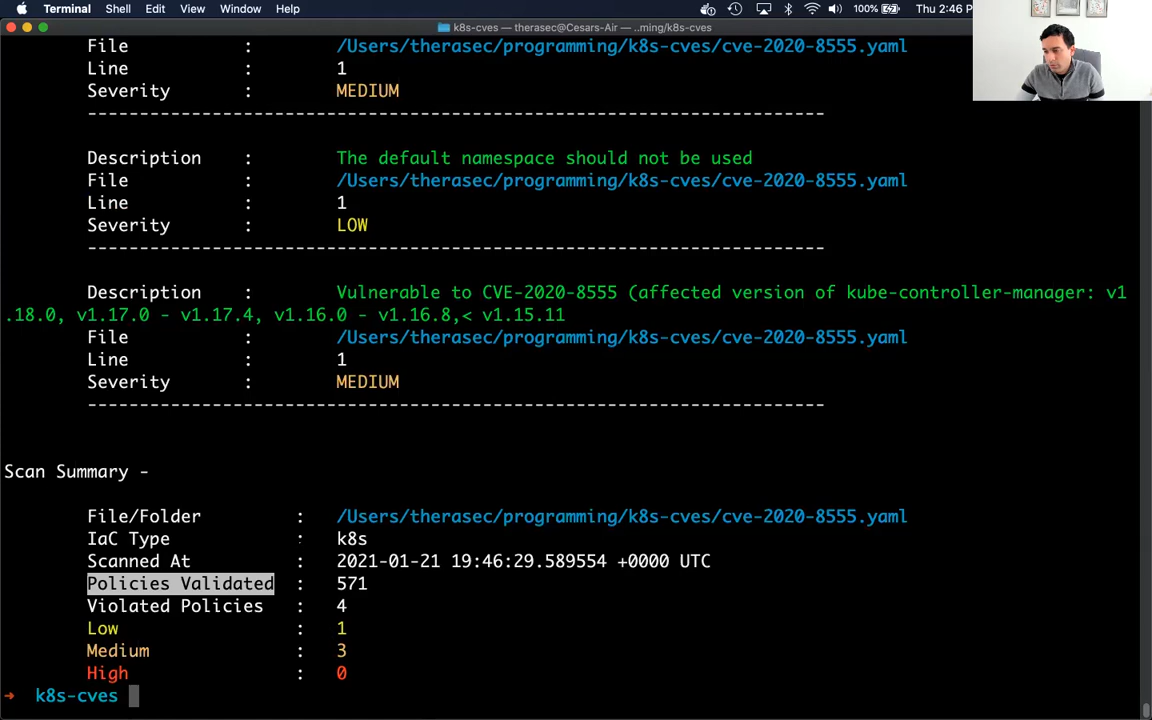 Terminal Shell Edit View Window Help 100% Thu 2:46 P
k8s-cves — therasec@Cesars-Air — ..ming/k8s-cves
File /Users/therasec/programming/k8s-cves/cve-2020-8555.yaml
Line 1
Severity : MEDIUM
-----------------------------------------------------------------------
Description : The default namespace should not be used
File /Users/therasec/programming/k8s-cves/cve-2020-8555.yaml
Line 1
Severity : LOW
-----------------------------------------------------------------------
Description : Vulnerable to CVE-2020-8555 (affected version of kube-controller-manager: v1
.18.0, v1.17.0 - v1.17.4, v1.16.0 - v1.16.8,< v1.15.11
File : /Users/therasec/programming/k8s-cves/cve-2020-8555.yaml
Line : 1
Severity : MEDIUM
-----------------------------------------------------------------------
Scan Summary -
File/Folder : /Users/therasec/programming/k8s-cves/cve-2020-8555.yaml
IaC Type : k8s
Scanned At : 2021-01-21 19:46:29.589554 +0000 UTC
Policies Validated : 571
Violated Policies : 4
Low : 1
Medium : 3
High : 0
→ k8s-cves